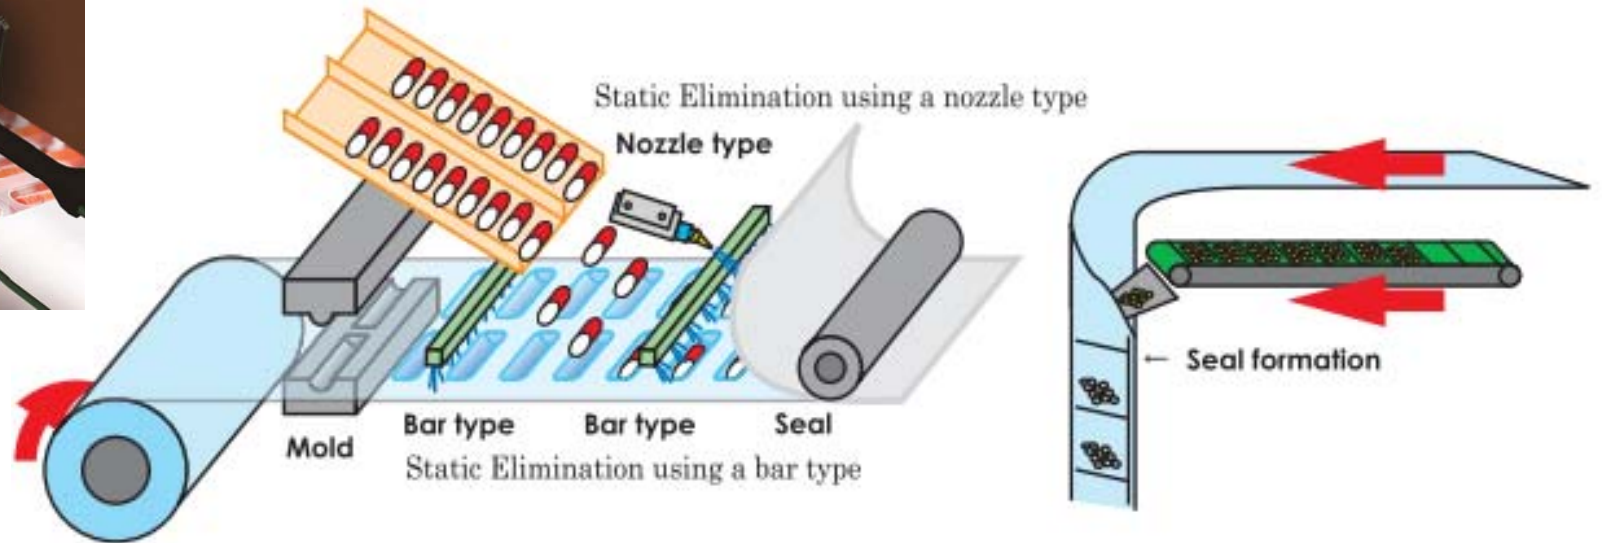 Static Elimination using a nozzle type
Nozzle type
← Seal formation
Bar type
Bar type
Seal
Mold
Static Elimination using a bar type